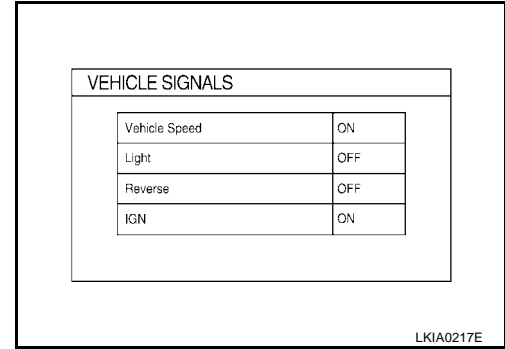 VEHICLE SIGNALS
Vehicle Speed ON
Light OFF
Reverse OFF
IGN ON
LKIA0217E